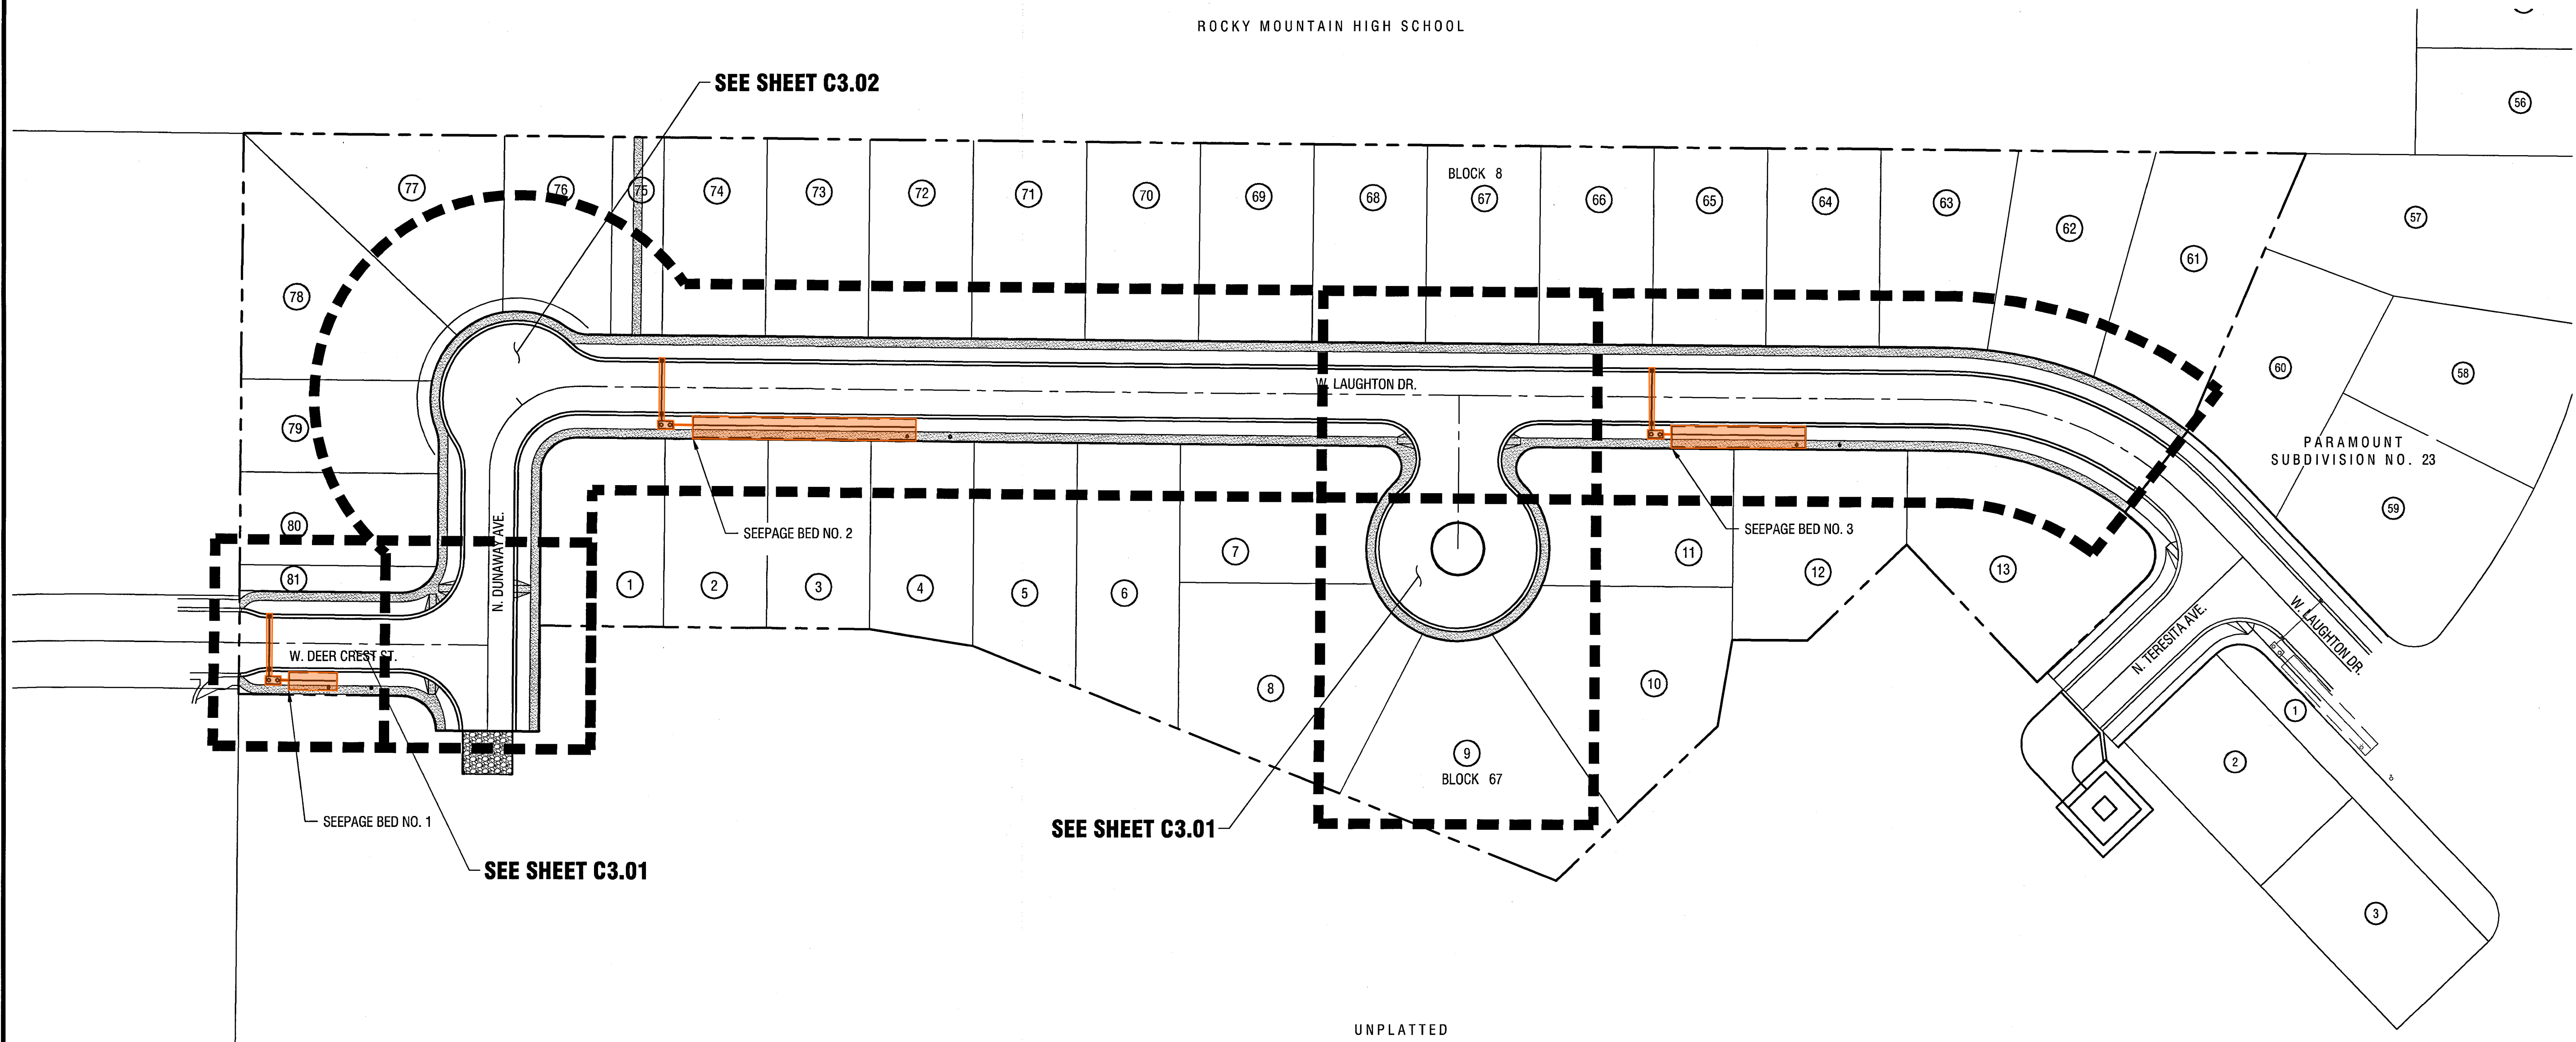 ROCKY MOUNTAIN HIGH SCHOOL
SEE SHEET C3.02
56
BLOCK 8
77
76
75
74
73
72
71
70
69
68
67
66
65
64
63
62
61
57
78
60
58
W. LAUGHTON DR.
79
PARAMOUNT
SUBDIVISION NO. 23
59
80
N. DUNAWAY AVE.
SEEPAGE BED NO. 2
SEEPAGE BED NO. 3
81
1
2
3
4
5
6
7
11
12
13
W. DEER CREST ST.
N. TERESITA AVE.
W. LAUGHTON DR.
8
10
1
9
BLOCK 67
2
SEEPAGE BED NO. 1
SEE SHEET C3.01
SEE SHEET C3.01
3
UNPLATTED